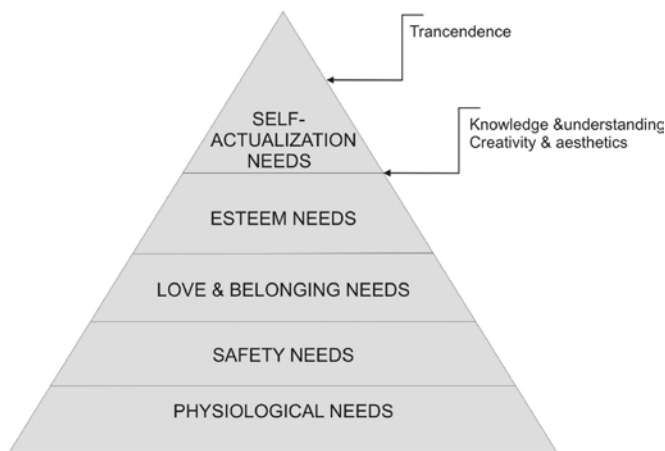 Trancendence
Knowledge &understanding
Creativity & aesthetics
SELF-
ACTUALIZATION
NEEDS
ESTEEM NEEDS
LOVE & BELONGING NEEDS
SAFETY NEEDS
PHYSIOLOGICAL NEEDS